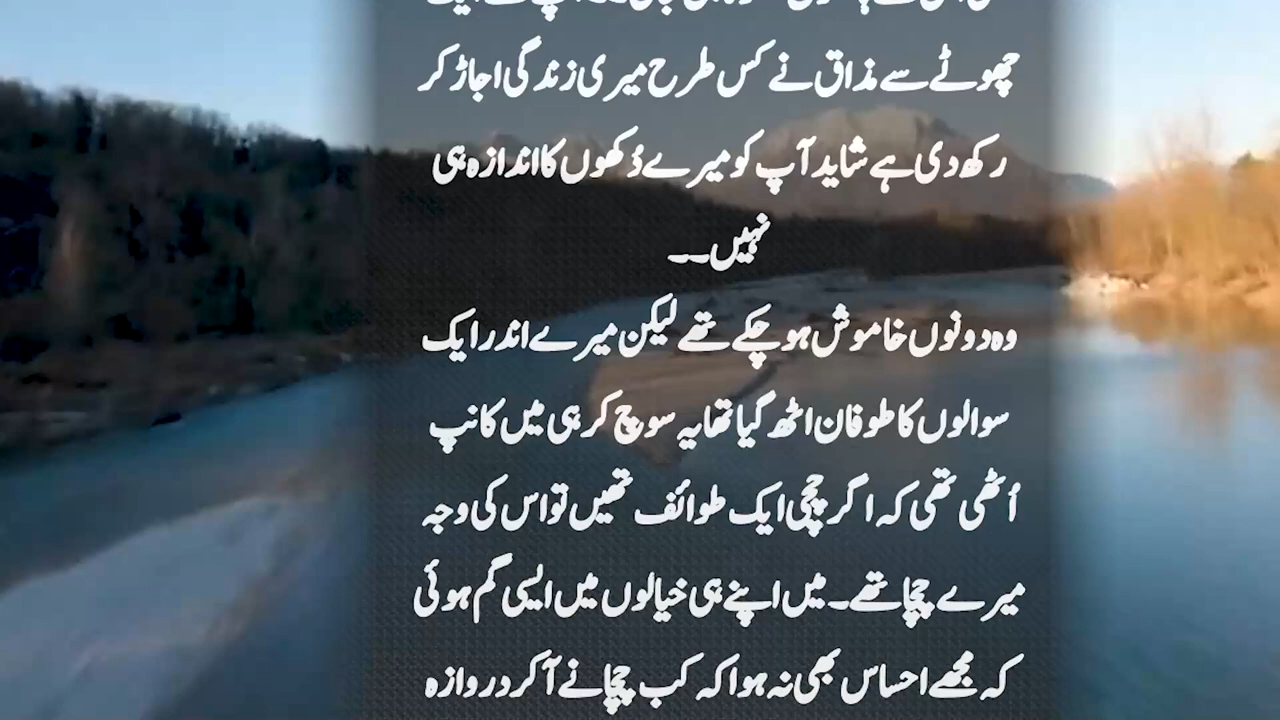 چھوٹے سے مذاق نے کس طرح میری زندگی اجاڑ کر
رکھ دی ہے شاید آپ کو میرے دُکھوں کا اندازہ ہی
نہیں۔۔
وہ دونوں خاموش ہو چکے تھے لیکن میرے اندر ایک
سوالوں کا طوفان اٹھ گیا تھا یہ سوچ کر ہی میں کانپ
اُٹھی تھی کہ اگر چچی ایک طوائف تھیں تو اس کی وجہ
میرے چچا تھے۔ میں اپنے ہی خیالوں میں ایسی گم ہوئی
کہ مجھے احساس بھی نہ ہوا کہ کب چچا نے آکر دروازہ